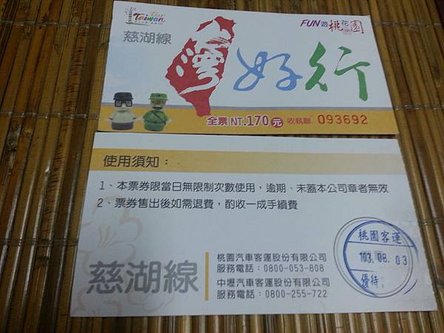 Taiwan
慈湖線
台灣好行
FUN遊桃花園
全票NT.170元 收執聯 093692
使用須知：
1、本票券限當日無限制次數使用，逾期、未蓋本公司章者無效
2、票券售出後如需退費，酌收一成手續費
慈湖線
桃園汽車客運股份有限公司
服務電話：0800-053-808
中壢汽車客運股份有限公司
服務電話：0800-255-722
桃園客運
103.08.03
優待